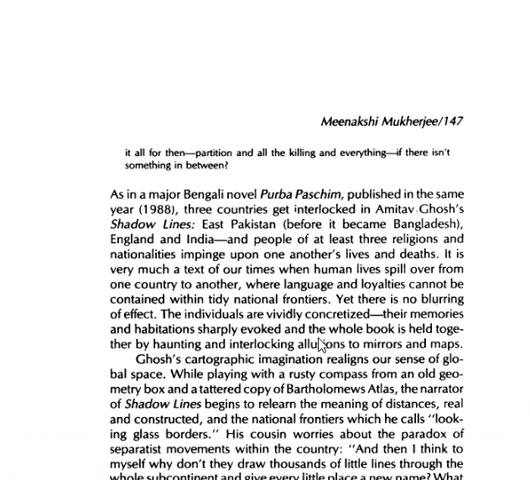 Meenakshi Mukherjee/147
it all for then—partition and all the killing and everything—if there isn't
something in between?
As in a major Bengali novel Purba Paschim, published in the same
year (1988), three countries get interlocked in Amitav Ghosh's
Shadow Lines: East Pakistan (before it became Bangladesh),
England and India—and people of at least three religions and
nationalities impinge upon one another's lives and deaths. It is
very much a text of our times when human lives spill over from
one country to another, where language and loyalties cannot be
contained within tidy national frontiers. Yet there is no blurring
of effect. The individuals are vividly concretized—their memories
and habitations sharply evoked and the whole book is held toge-
ther by haunting and interlocking allusions to mirrors and maps.
Ghosh's cartographic imagination realigns our sense of glo-
bal space. While playing with a rusty compass from an old geo-
metry box and a tattered copy of Bartholomews Atlas, the narrator
of Shadow Lines begins to relearn the meaning of distances, real
and constructed, and the national frontiers which he calls "look-
ing glass borders." His cousin worries about the paradox of
separatist movements within the country: "And then I think to
myself why don't they draw thousands of little lines through the
whole subcontinent and give every little place a new name? What